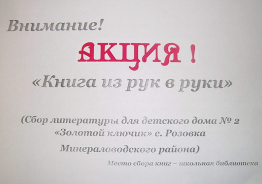 Внимание!
АКЦИЯ !
«Книга из рук в руки»
(Сбор литературы для детского дома № 2
«Золотой ключик» с. Розовка
Минераловодского района)
Место сбора книг – школьная библиотека